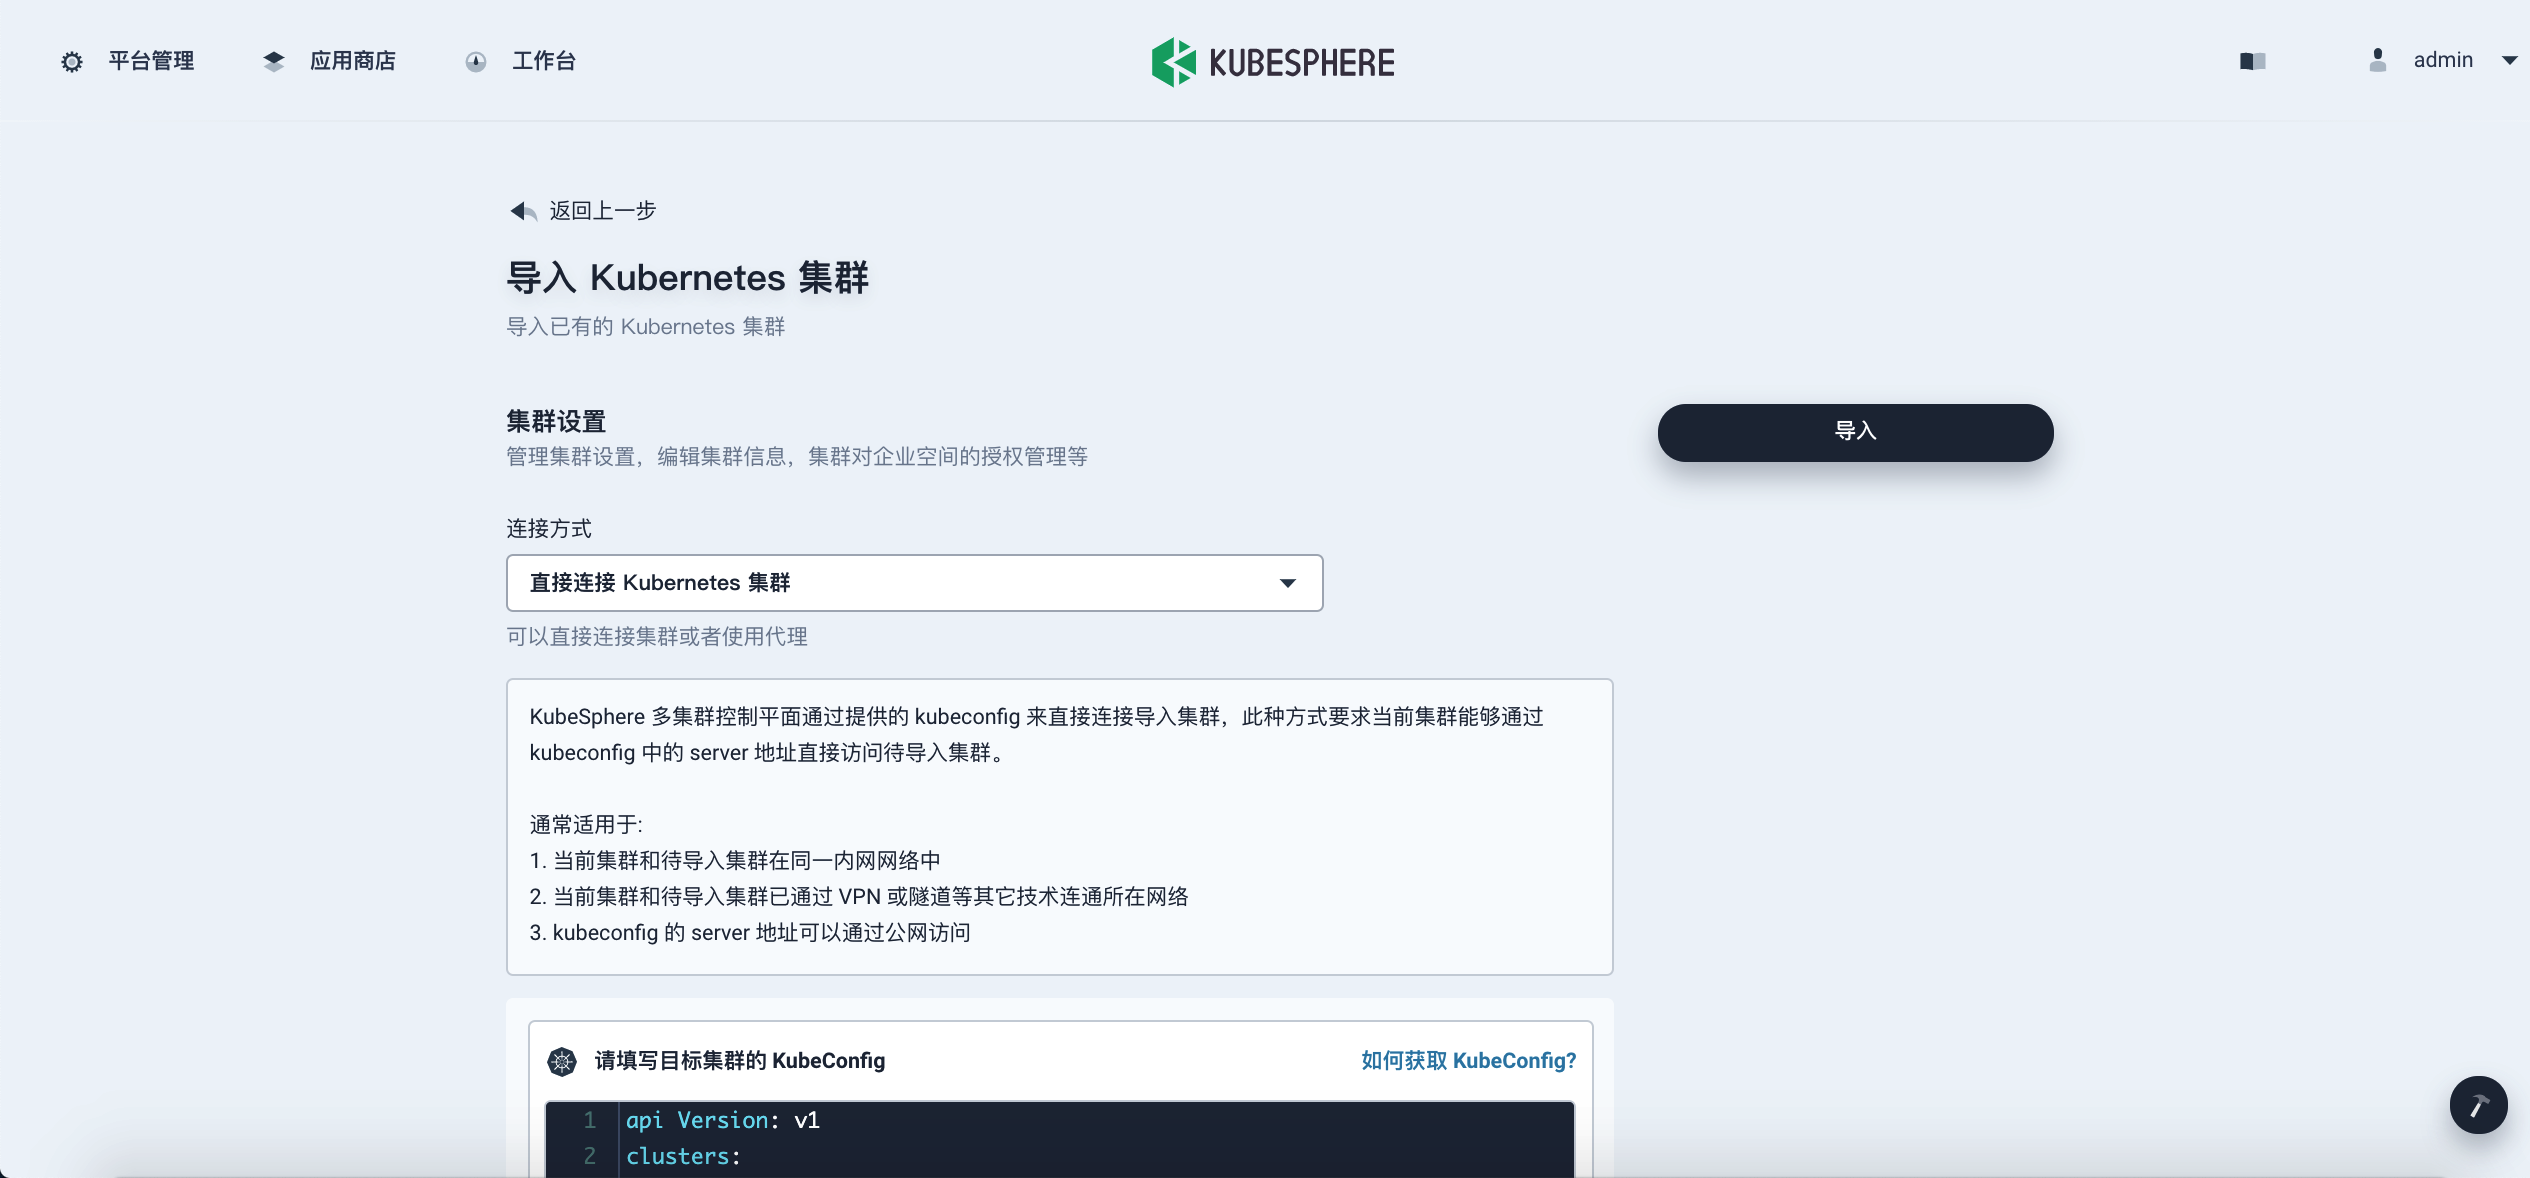 平台管理
应用商店
工作台
KUBESPHERE
admin
返回上一步
导入 Kubernetes 集群
导入已有的 Kubernetes 集群
集群设置
管理集群设置，编辑集群信息，集群对企业空间的授权管理等
导入
连接方式
直接连接 Kubernetes 集群
可以直接连接集群或者使用代理
KubeSphere 多集群控制平面通过提供的 kubeconfig 来直接连接导入集群，此种方式要求当前集群能够通过
kubeconfig 中的 server 地址直接访问待导入集群。
通常适用于:
1. 当前集群和待导入集群在同一内网网络中
2. 当前集群和待导入集群已通过 VPN 或隧道等其它技术连通所在网络
3. kubeconfig 的 server 地址可以通过公网访问
请填写目标集群的 KubeConfig
如何获取 KubeConfig?
1 api Version: v1
2 clusters: